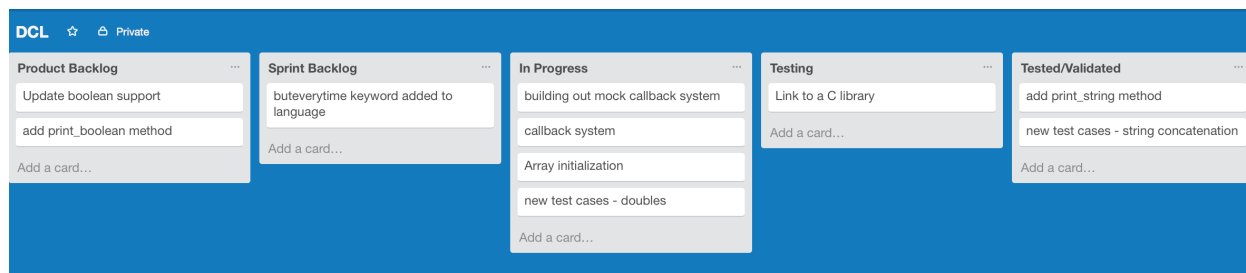 DCL Private
Product Backlog
Update boolean support
add print_boolean method
Add a card…
Sprint Backlog
buteverytime keyword added to
language
Add a card…
In Progress
building out mock callback system
callback system
Array initialization
new test cases - doubles
Add a card…
Testing
Link to a C library
Add a card…
Tested/Validated
add print_string method
new test cases - string concatenation
Add a card…